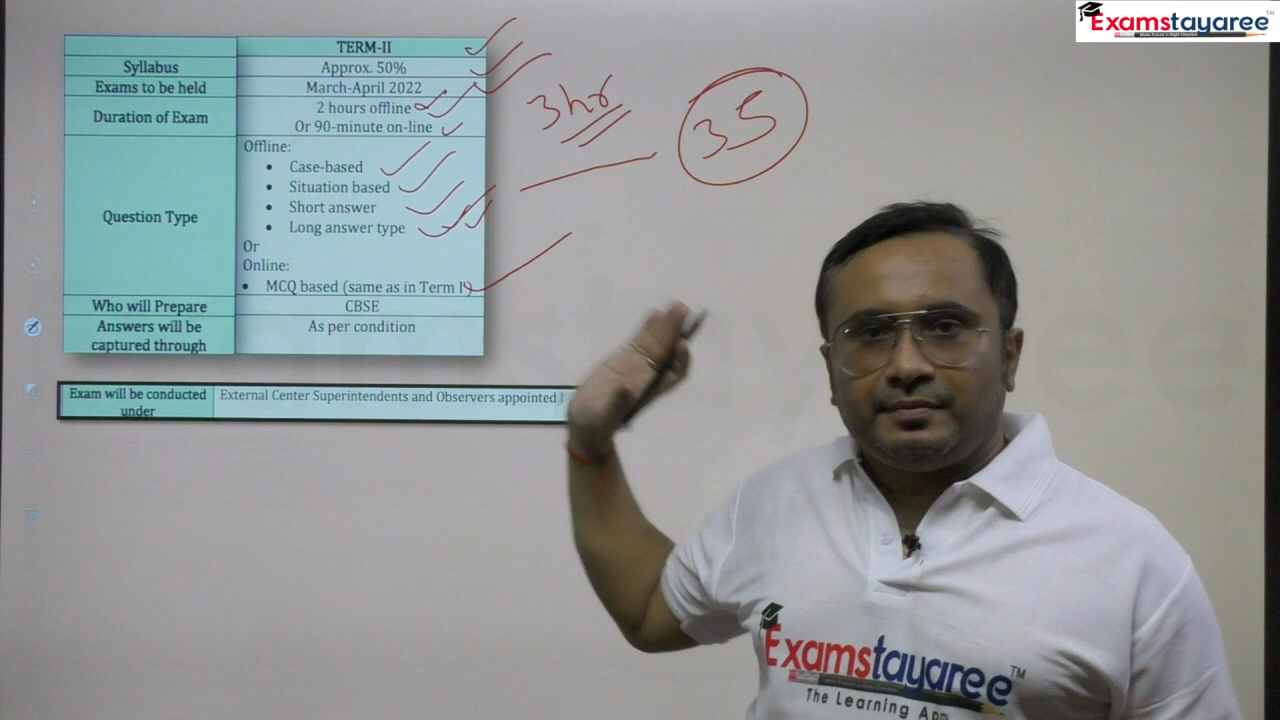 Examstayaree™
TERM-II
Syllabus Approx. 50%
Exams to be held March-April 2022
Duration of Exam 2 hours offline
Or 90-minute on-line
Question Type Offline:
• Case-based
• Situation based
• Short answer
• Long answer type
Or
Online:
• MCQ based (same as in Term I)
Who will Prepare CBSE
Answers will be captured through As per condition
3hr
35
Exam will be conducted under External Center Superintendents and Observers appointed
Examstayaree™
The Learning App